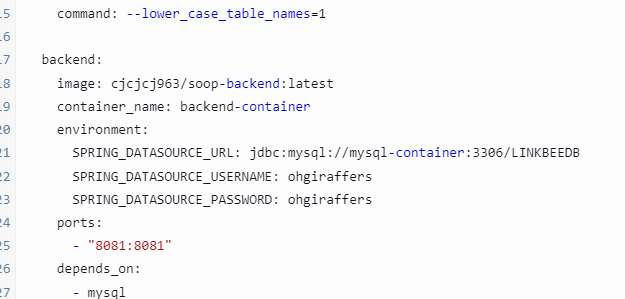 15 command: --lower_case_table_names=1
16
17 backend:
18 image: cjcjcj963/soop-backend:latest
19 container_name: backend-container
20 environment:
21 SPRING_DATASOURCE_URL: jdbc:mysql://mysql-container:3306/LINKBEEDB
22 SPRING_DATASOURCE_USERNAME: ohgiraffers
23 SPRING_DATASOURCE_PASSWORD: ohgiraffers
24 ports:
25 - "8081:8081"
26 depends_on:
27 - mysql